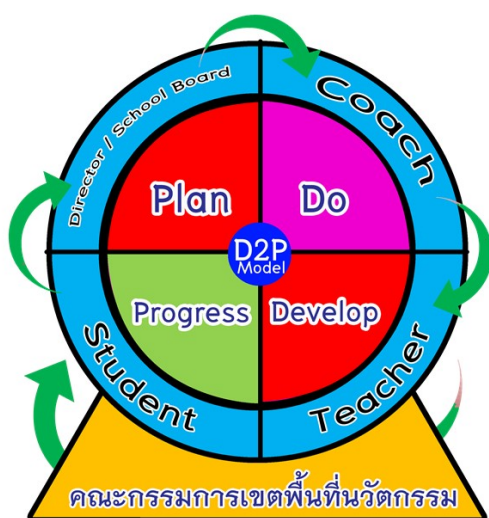 Director / School Board
Coach
Plan
Do
D2P
Model
Progress
Develop
Student
Teacher
คณะกรรมการเขตพื้นที่นวัตกรรม